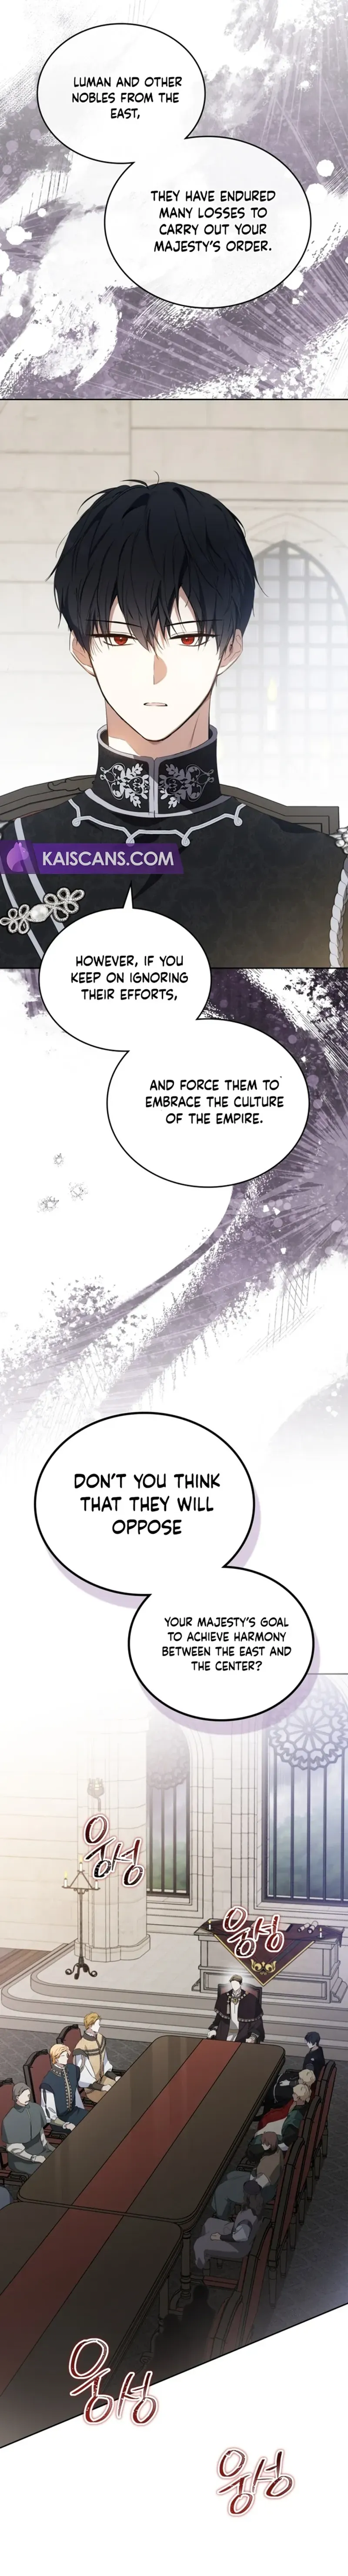 LUMAN AND OTHER
NOBLES FROM THE
EAST,
THEY HAVE ENDURED
MANY LOSSES TO
CARRY OUT YOUR
MAJESTY'S ORDER.
KAISCANS.COM
HOWEVER, IF YOU
KEEP ON IGNORING
THEIR EFFORTS,
AND FORCE THEM TO
EMBRACE THE CULTURE
OF THE EMPIRE.
DON'T YOU THINK
THAT THEY WILL
OPPOSE
YOUR MAJESTY'S GOAL
TO ACHIEVE HARMONY
BETWEEN THE EAST AND
THE CENTER?
웅성
웅성
웅성
웅성